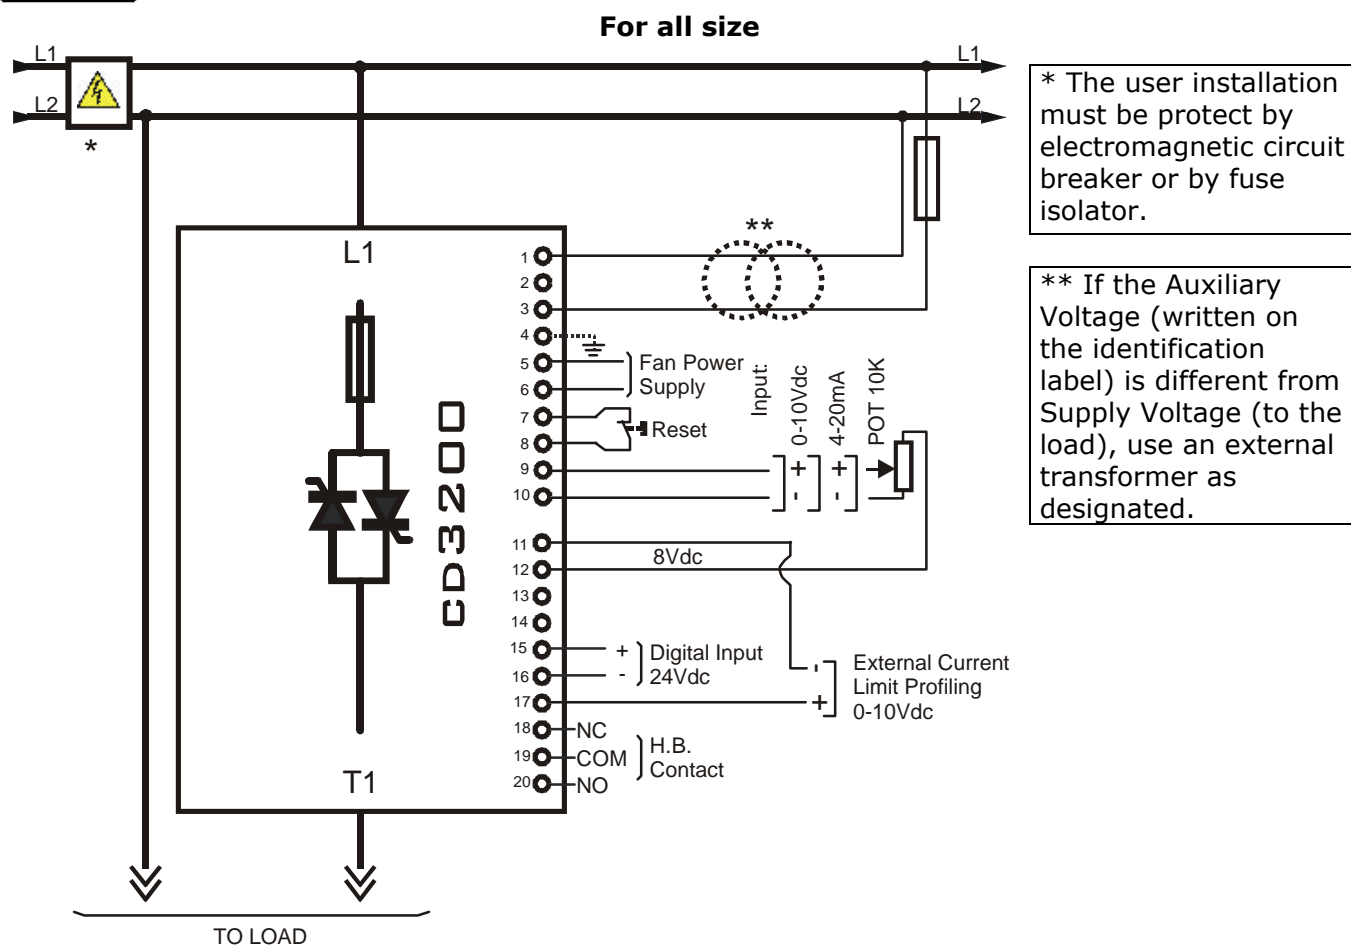 For all size
L1
L1
L2
L2
*
* The user installation
must be protect by
electromagnetic circuit
breaker or by fuse
isolator.
** If the Auxiliary
Voltage (written on
the identification
label) is different from
Supply Voltage (to the
load), use an external
transformer as
designated.
**
L1
CD3200
T1
1
2
3
4
5
6
7
8
9
10
11
12
13
14
15
16
17
18
19
20
Fan Power
Supply
Reset
Input:
0-10Vdc
4-20mA
POT 10K
+ +
- -
8Vdc
+
-
Digital Input
24Vdc
-
+
External Current
Limit Profiling
0-10Vdc
NC
COM
NO
H.B.
Contact
TO LOAD